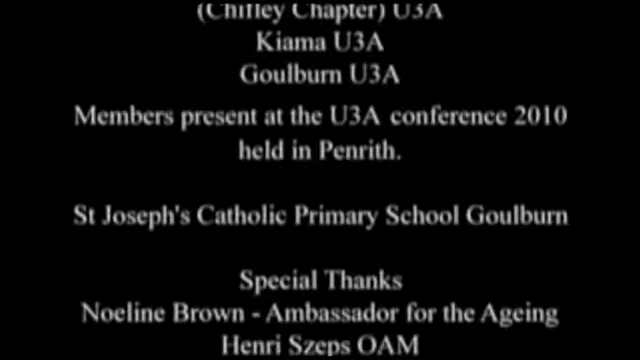 (Chifley Chapter) U3A
Kiama U3A
Goulburn U3A
Members present at the U3A conference 2010
held in Penrith.
St Joseph's Catholic Primary School Goulburn
Special Thanks
Noeline Brown - Ambassador for the Ageing
Henri Szeps OAM